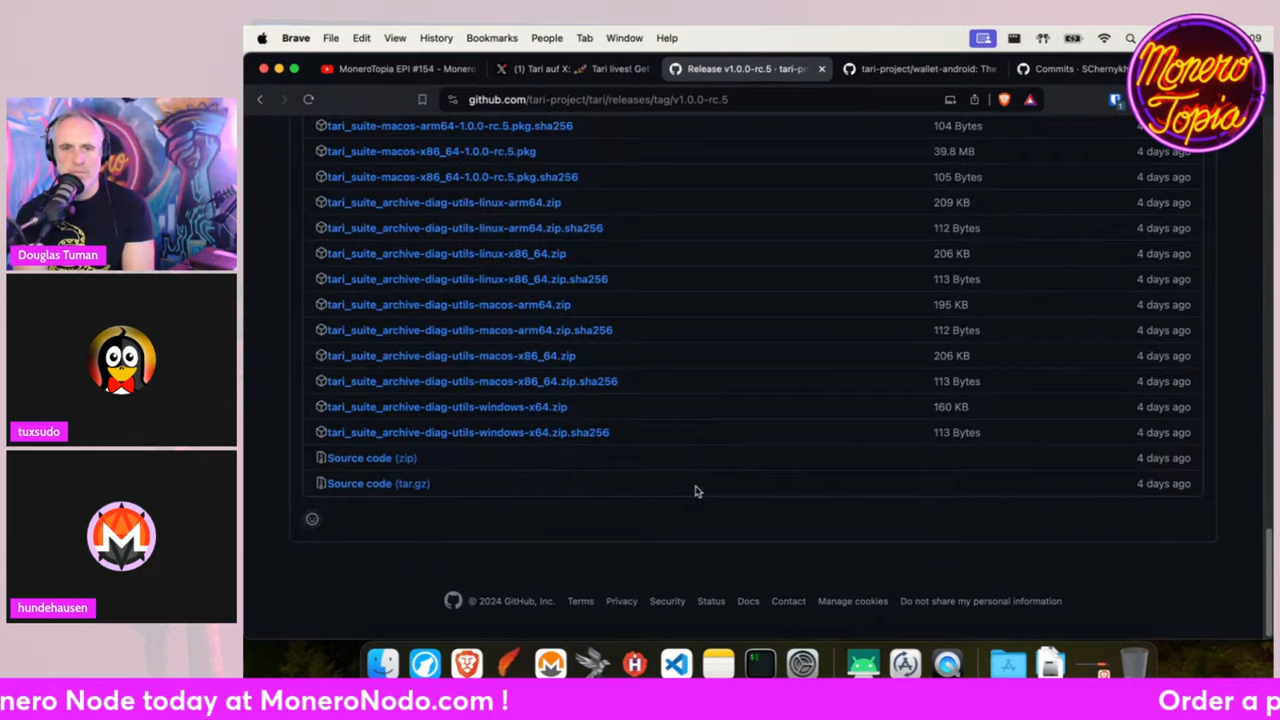 Brave File Edit View History Bookmarks People Tab Window Help
09
MoneroTopia EPI #154 - Monero
(1) Tari auf X: 🚀 Tari lives! Get
Release v1.0.0-rc.5 · tari-pr
tari-project/wallet-android: The
Commits · SChernykh
github.com/tari-project/tari/releases/tag/v1.0.0-rc.5
Monero
Topia
tari_suite-macos-arm64-1.0.0-rc.5.pkg.sha256 104 Bytes 4 days ago
tari_suite-macos-x86_64-1.0.0-rc.5.pkg 39.8 MB 4 days ago
tari_suite-macos-x86_64-1.0.0-rc.5.pkg.sha256 105 Bytes 4 days ago
tari_suite_archive-diag-utils-linux-arm64.zip 209 KB 4 days ago
tari_suite_archive-diag-utils-linux-arm64.zip.sha256 112 Bytes 4 days ago
tari_suite_archive-diag-utils-linux-x86_64.zip 206 KB 4 days ago
tari_suite_archive-diag-utils-linux-x86_64.zip.sha256 113 Bytes 4 days ago
tari_suite_archive-diag-utils-macos-arm64.zip 195 KB 4 days ago
tari_suite_archive-diag-utils-macos-arm64.zip.sha256 112 Bytes 4 days ago
tari_suite_archive-diag-utils-macos-x86_64.zip 206 KB 4 days ago
tari_suite_archive-diag-utils-macos-x86_64.zip.sha256 113 Bytes 4 days ago
tari_suite_archive-diag-utils-windows-x64.zip 160 KB 4 days ago
tari_suite_archive-diag-utils-windows-x64.zip.sha256 113 Bytes 4 days ago
Source code (zip) 4 days ago
Source code (tar.gz) 4 days ago
© 2024 GitHub, Inc. Terms Privacy Security Status Docs Contact Manage cookies Do not share my personal information
Douglas Tuman
tuxsudo
hundehausen
nero Node today at MoneroNodo.com ! Order a p